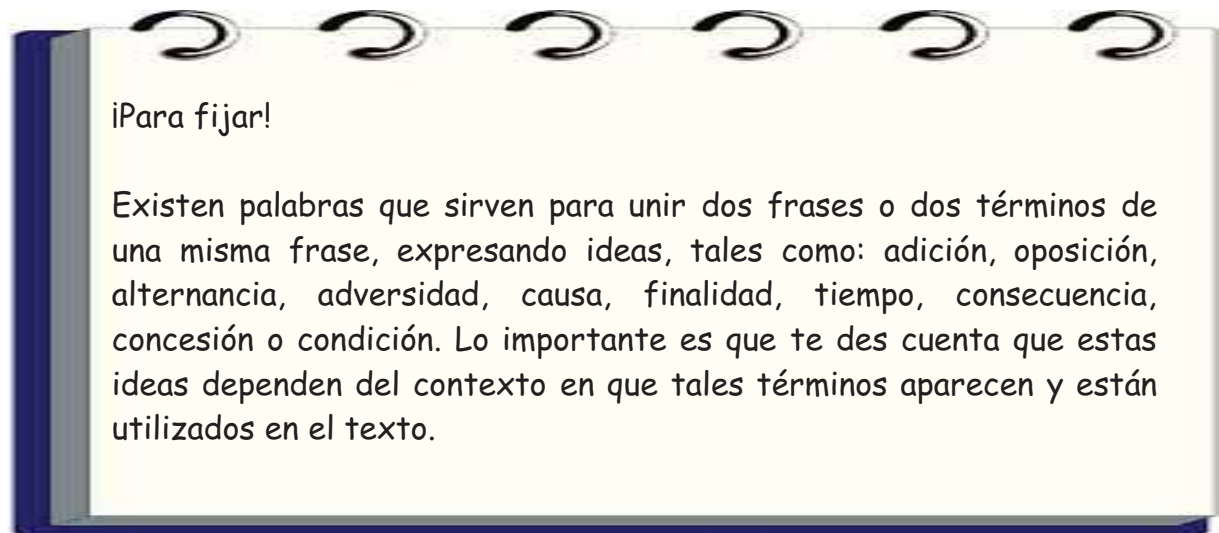 ¡Para fijar!
Existen palabras que sirven para unir dos frases o dos términos de
una misma frase, expresando ideas, tales como: adición, oposición,
alternancia, adversidad, causa, finalidad, tiempo, consecuencia,
concesión o condición. Lo importante es que te des cuenta que estas
ideas dependen del contexto en que tales términos aparecen y están
utilizados en el texto.